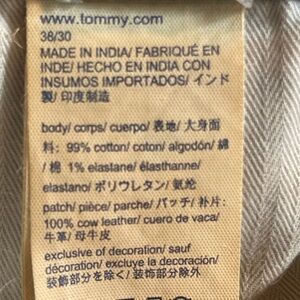 www.tommy.com
38/30
MADE IN INDIA/ FABRIQUÉ EN
INDE/ HECHO EN INDIA CON
INSUMOS IMPORTADOS/ インド
製/ 印度制造
body/ corps/ cuerpo/ 表地/ 大身面
料: 99% cotton/ coton/ algodón/ 綿
/ 棉 1% elastane/ élasthanne/
elastano/ ポリウレタン/ 氨纶
patch/ pièce/ parche/ パッチ/ 补片:
100% cow leather/ cuero de vaca/
牛革/ 母牛皮
exclusive of decoration/ sauf
décoration/ excluye la decoración/
装飾部分を除く/ 装饰部分除外